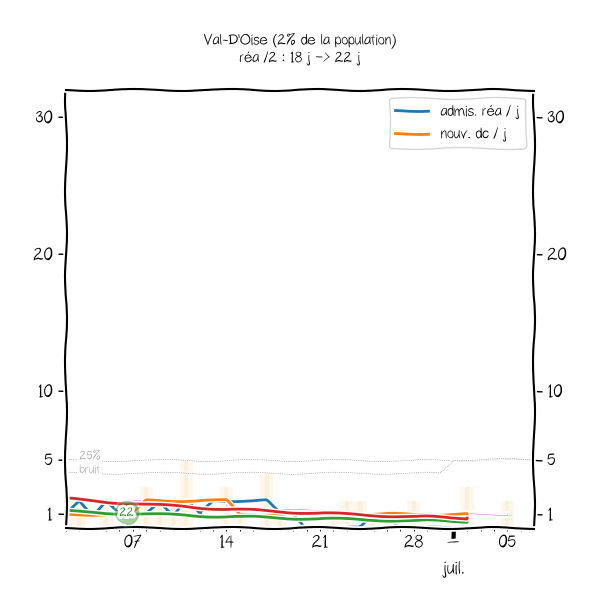 Val-D'Oise (2% de la population)
réa /2 : 18 j -> 22 j
admis. réa / j
nouv. dc / j
30
30
20
20
10
10
5
5
25%
bruit
22
1
1
07
14
21
28
05
juil.